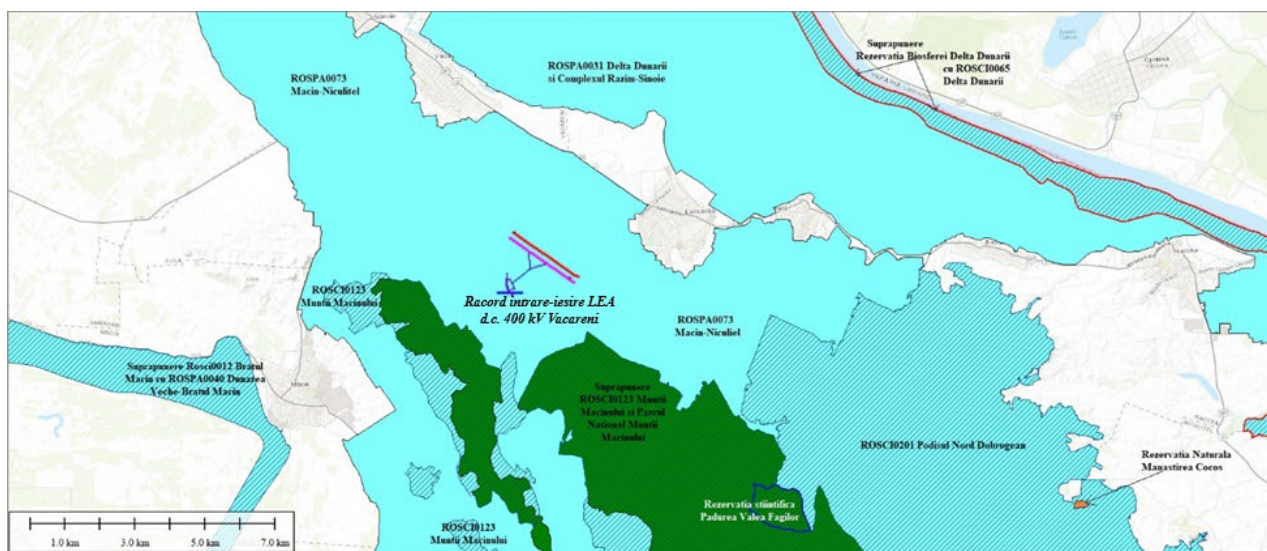 Suprapunere
Rezervatia Biosferei Delta Dunarii
cu ROSCI0065
Delta Dunarii
ROSPA0031 Delta Dunarii
si Complexul Razim-Sinoie
ROSPA0073
Macin-Niculitel
ROSCI0123
Muntii Macinului
Racord intrare-iesire LEA
d.c. 400 kV Vacareni
ROSPA0073
Macin-Niculiel
Suprapunere Rosci0012 Bratul
Macin cu ROSPA0040 Dunarea
Veche-Bratul Macin
Suprapunere
ROSCI0123 Muntii
Macinului si Parcul
National Muntii
Macinului
ROSCI0201 Podisul Nord Dobrogean
Rezervatia Naturala
Manastirea Cocos
Rezervatia stiintifica
Padurea Valea Fagilor
ROSCI0123
Muntii Macinului
1.0 km 3.0 km 5.0 km 7.0 km